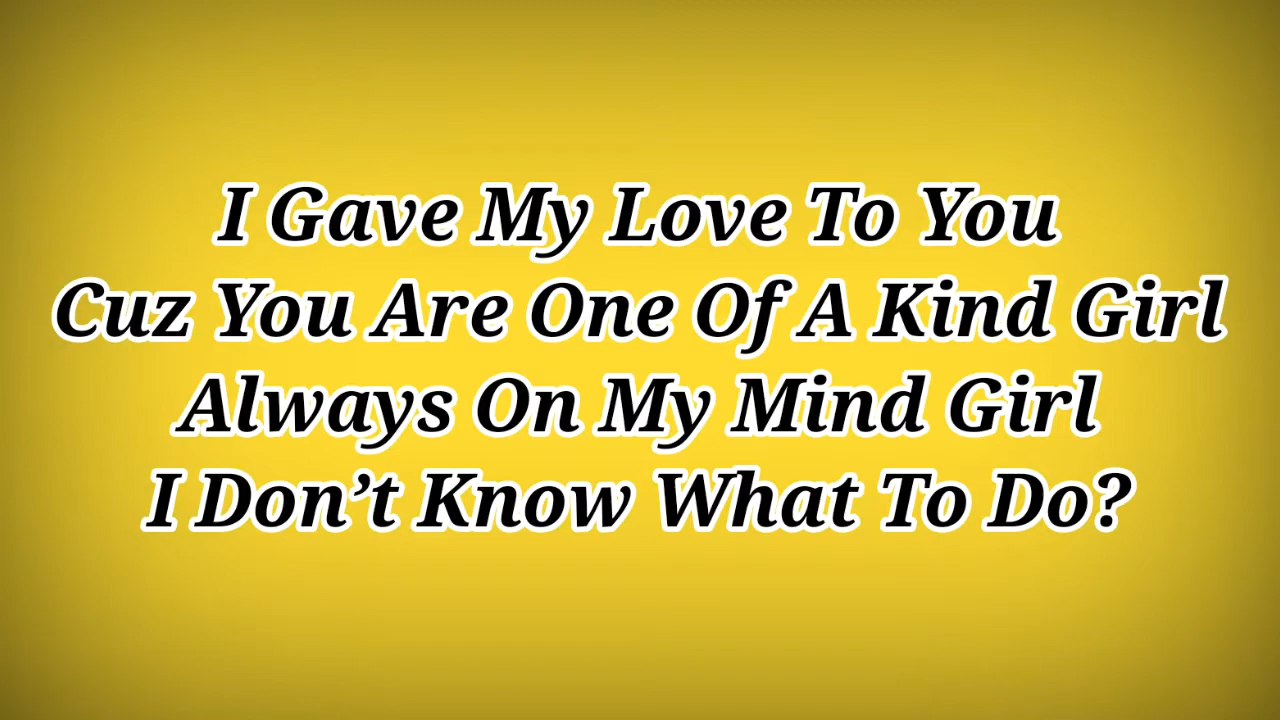 I Gave My Love To You
Cuz You Are One Of A Kind Girl
Always On My Mind Girl
I Don’t Know What To Do?